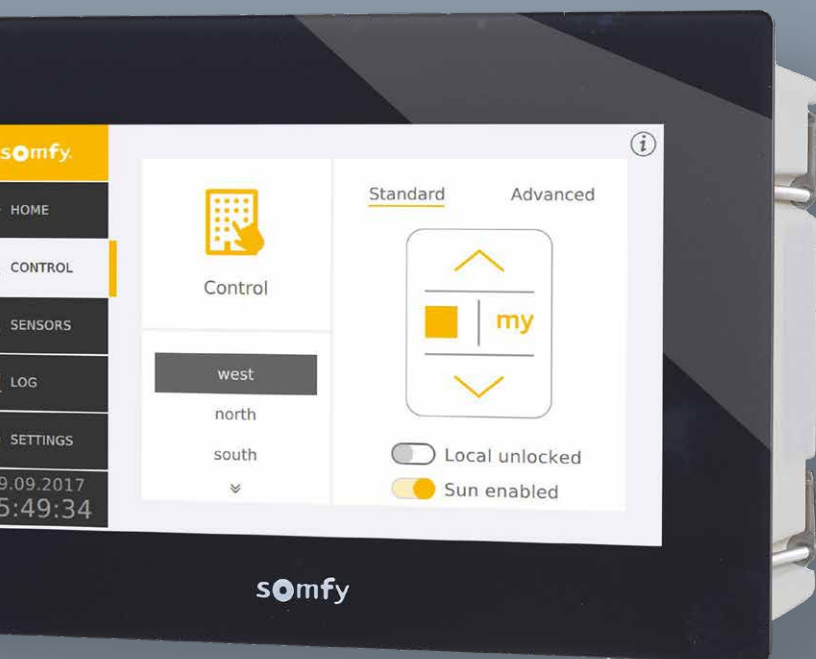 somfy.
HOME
CONTROL
SENSORS
LOG
SETTINGS
9.09.2017
5:49:34
Control
west
north
south
Standard
Advanced
my
Local unlocked
Sun enabled
i
somfy